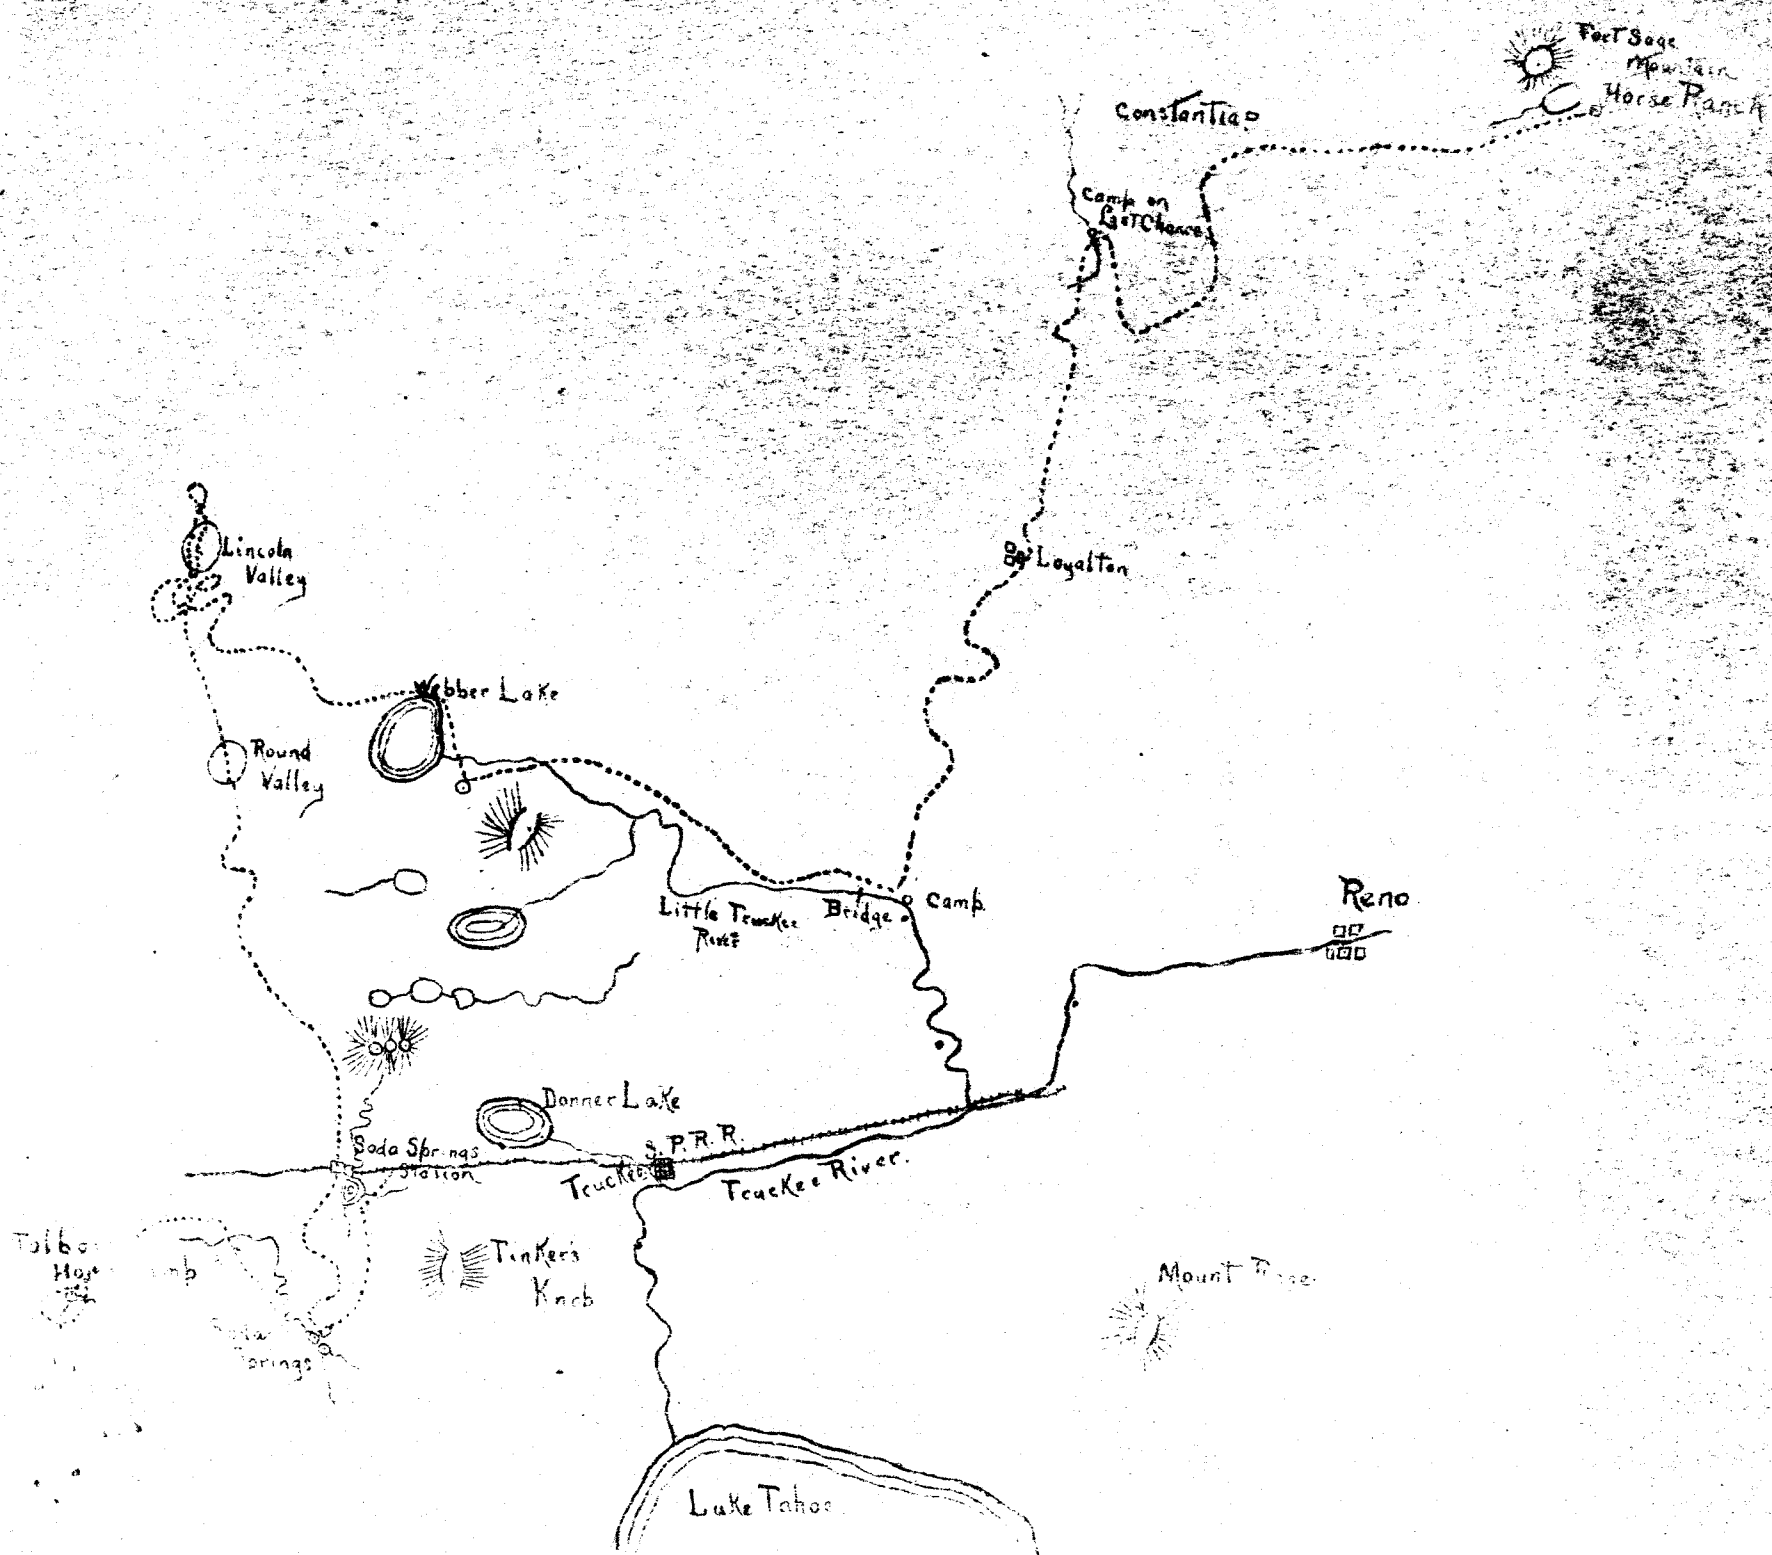 Fort Sage
Mountain
Horse Ranch
Constantia
Camp on
Last Chance
Lincoln
Valley
Loyalton
Webber Lake
Round
Valley
Little Truckee
River
Bridge
Camp.
Reno
Donner Lake
S.P.R.R.
Soda Springs
Station
Truckee
Truckee River.
Tinker's
Knob
Mount
Springs
Lake Tahoe